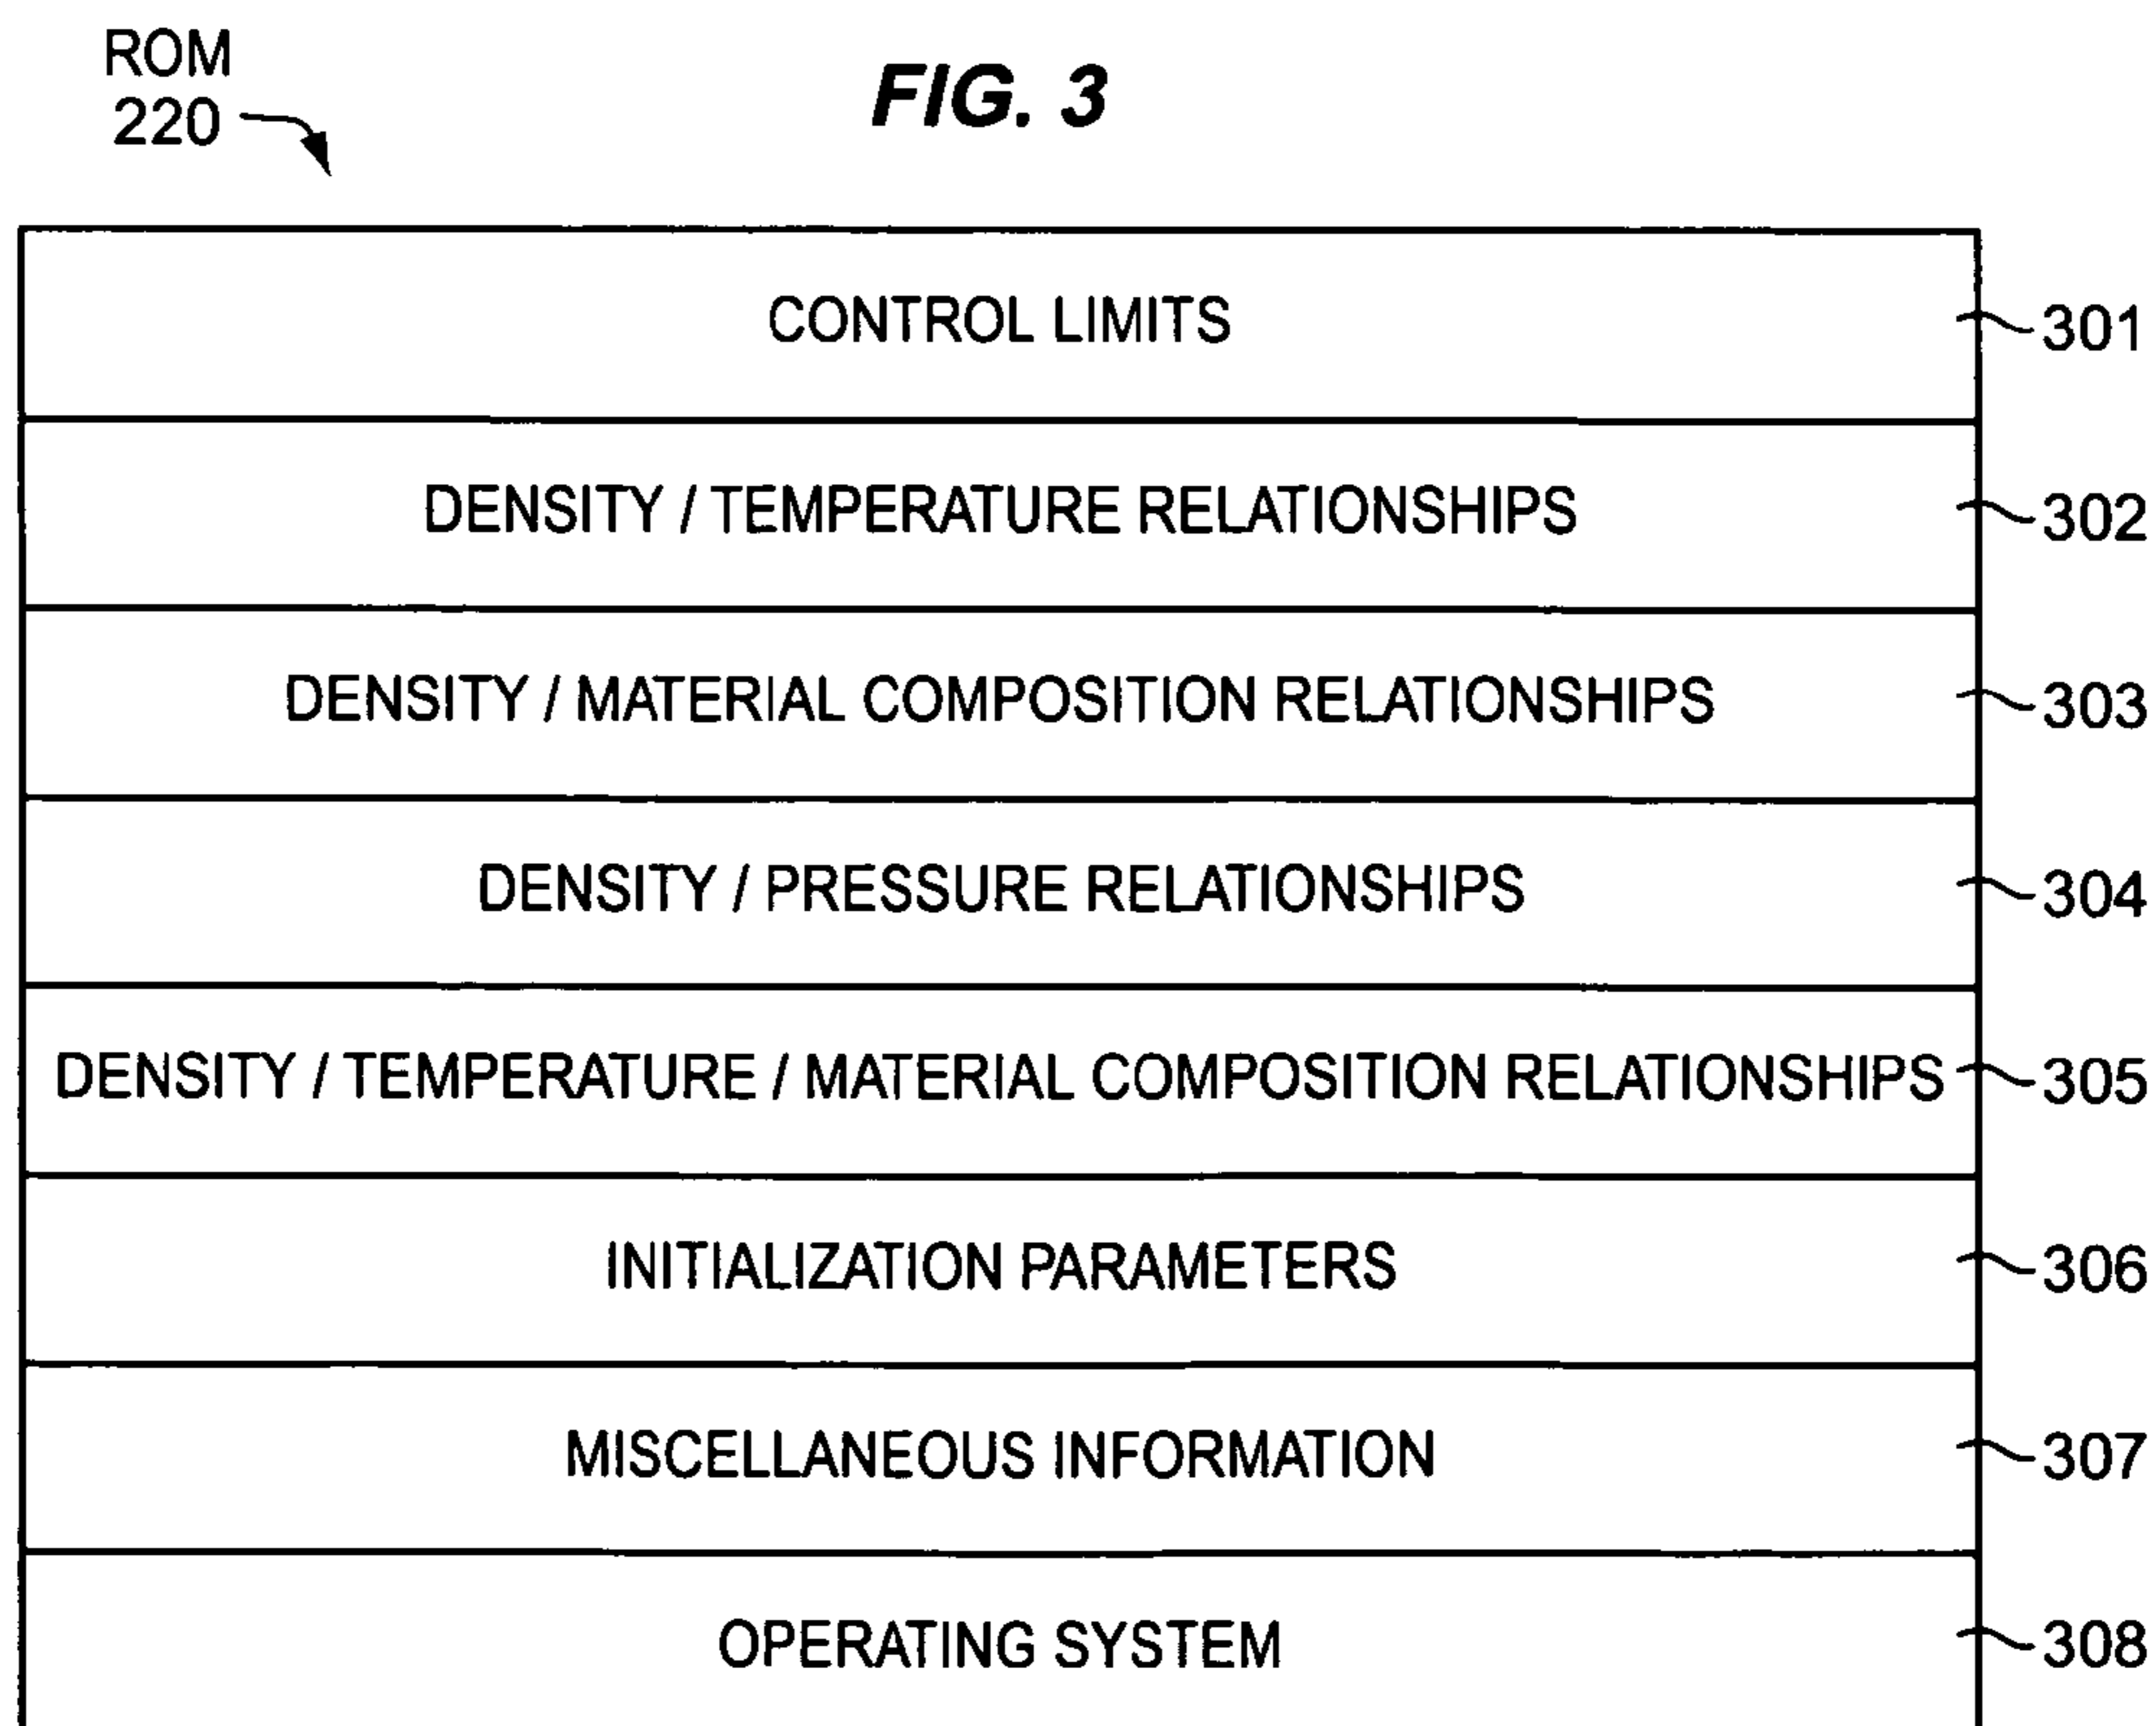 ROM
220
FIG. 3
CONTROL LIMITS
301
DENSITY / TEMPERATURE RELATIONSHIPS
302
DENSITY / MATERIAL COMPOSITION RELATIONSHIPS
303
DENSITY / PRESSURE RELATIONSHIPS
304
DENSITY / TEMPERATURE / MATERIAL COMPOSITION RELATIONSHIPS
305
INITIALIZATION PARAMETERS
306
MISCELLANEOUS INFORMATION
307
OPERATING SYSTEM
308